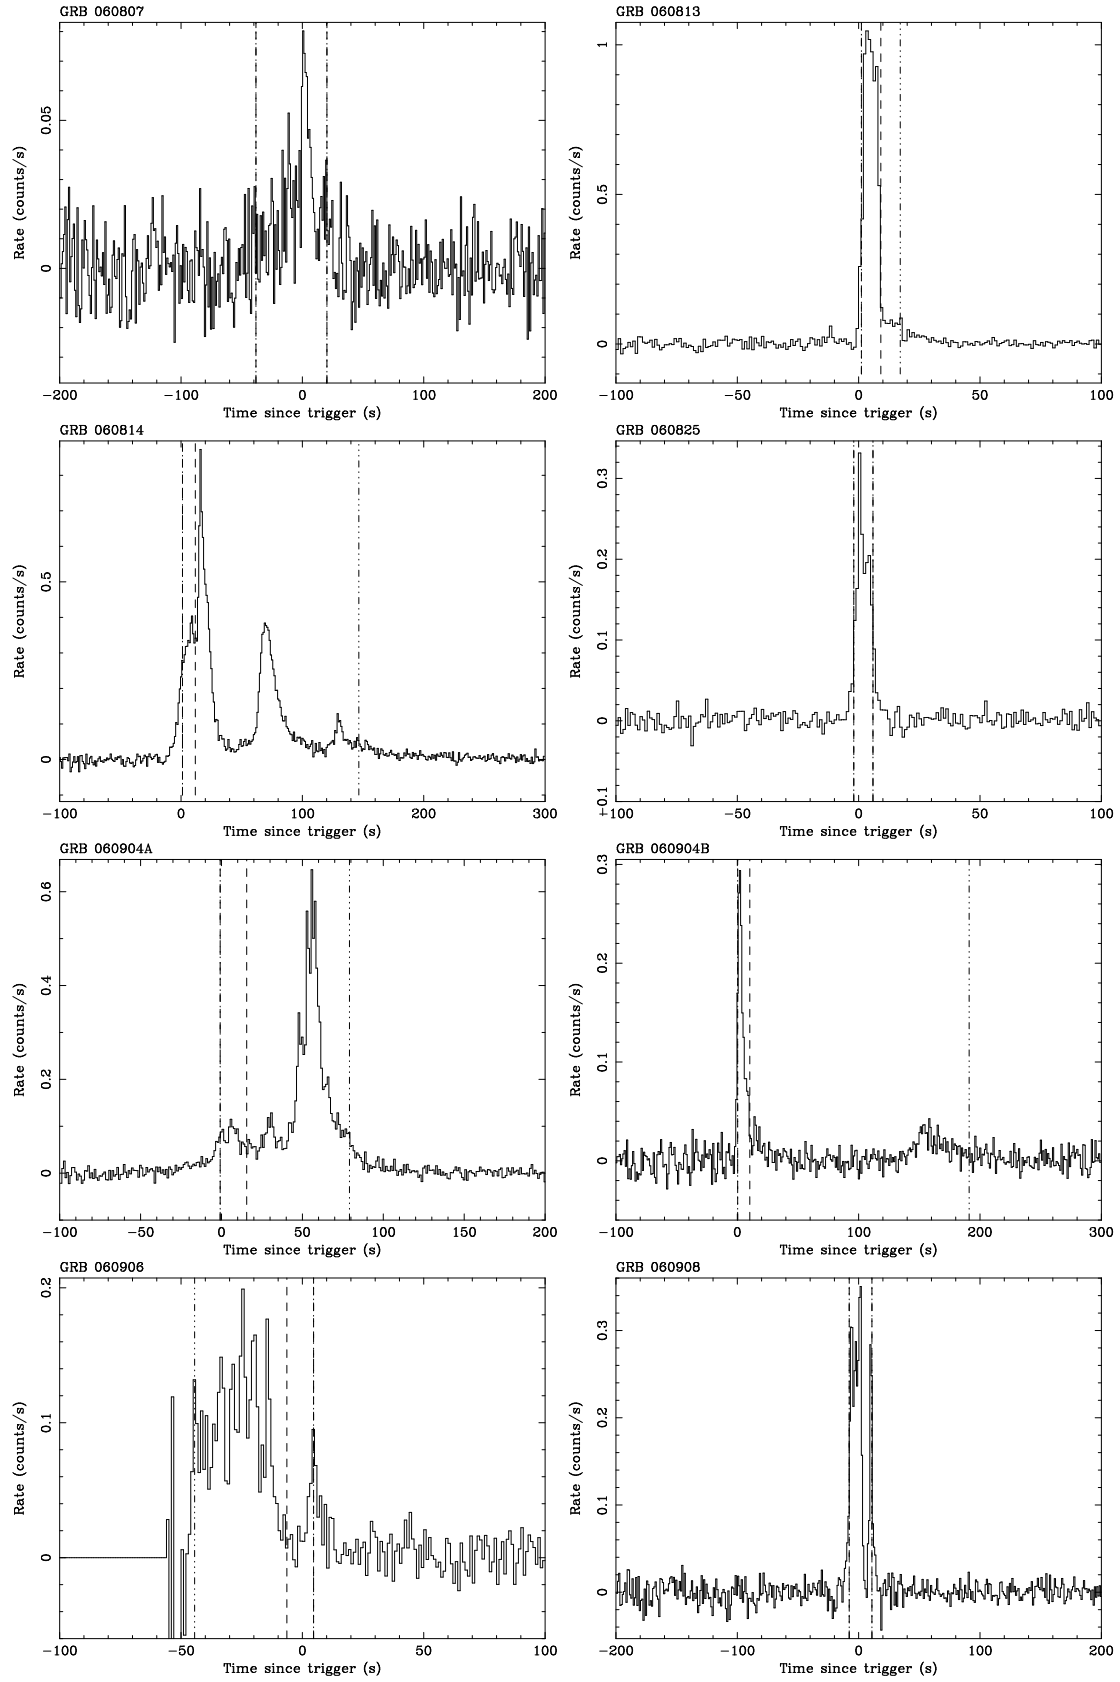 GRB 060807
Rate (counts/s)
0.05
0
−200 −100 0 100 200
Time since trigger (s)
GRB 060813
Rate (counts/s)
1
0.5
0
−100 −50 0 50 100
Time since trigger (s)
GRB 060814
Rate (counts/s)
0.5
0
−100 0 100 200 300
Time since trigger (s)
GRB 060825
Rate (counts/s)
0.3
0.2
0.1
0
−0.1
−100 −50 0 50 100
Time since trigger (s)
GRB 060904A
Rate (counts/s)
0.6
0.4
0.2
0
−100 −50 0 50 100 150 200
Time since trigger (s)
GRB 060904B
Rate (counts/s)
0.3
0.2
0.1
0
−100 0 100 200 300
Time since trigger (s)
GRB 060906
Rate (counts/s)
0.2
0.1
0
−100 −50 0 50 100
Time since trigger (s)
GRB 060908
Rate (counts/s)
0.3
0.2
0.1
0
−200 −100 0 100 200
Time since trigger (s)